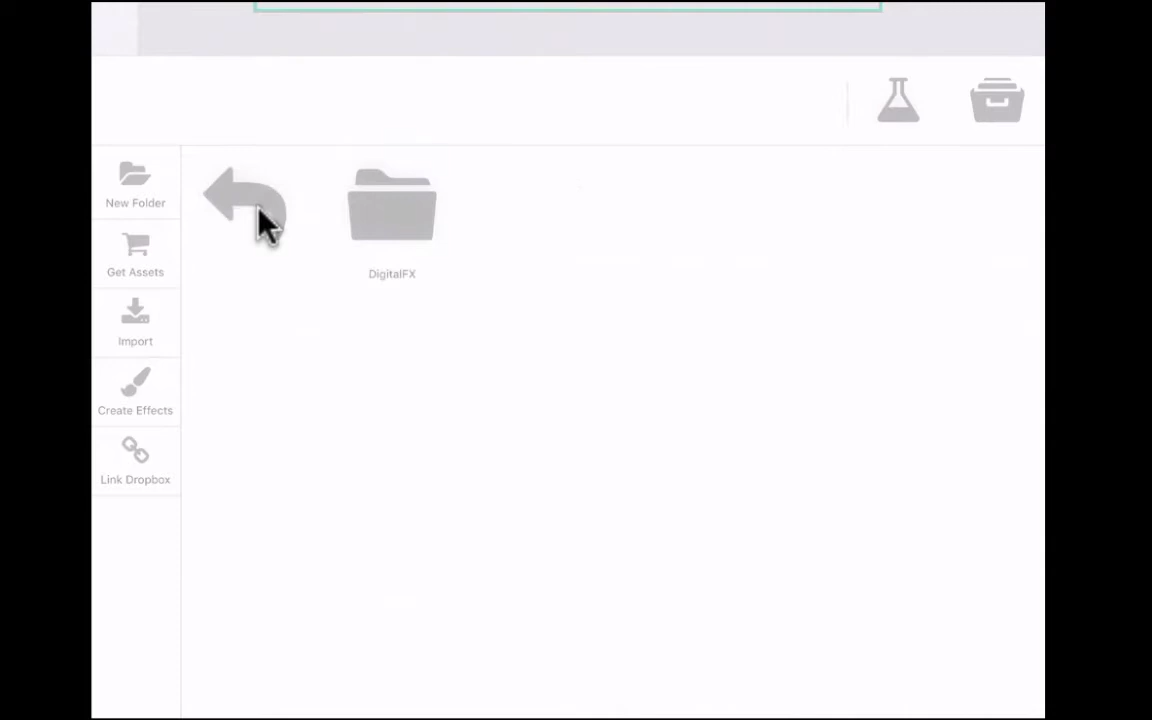 New Folder
Get Assets
DigitalFX
Import
Create Effects
Link Dropbox